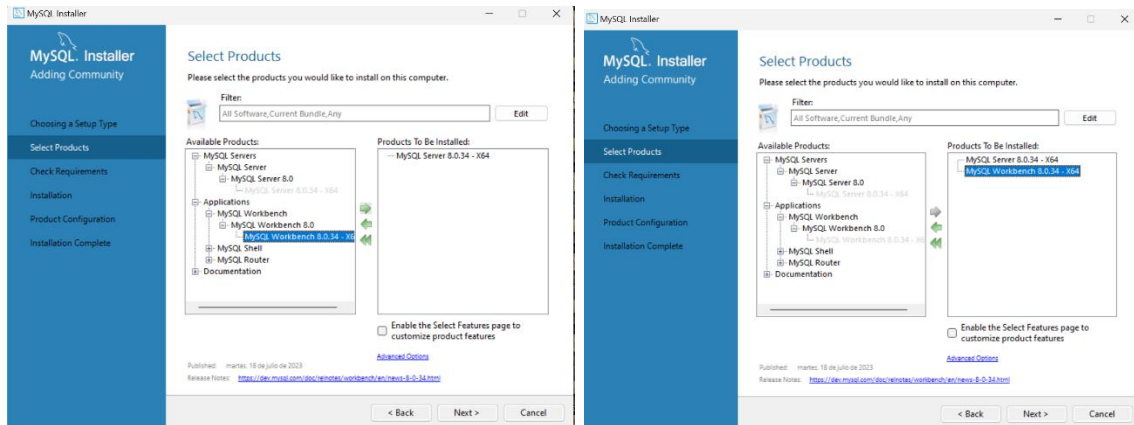 MySQL Installer
MySQL. Installer
Adding Community
Choosing a Setup Type
Select Products
Check Requirements
Installation
Product Configuration
Installation Complete
Select Products
Please select the products you would like to install on this computer.
Filter:
All Software,Current Bundle,Any
Edit
Available Products:
MySQL Servers
MySQL Server
MySQL Server 8.0
MySQL Server 8.0.34 - X64
Applications
MySQL Workbench
MySQL Workbench 8.0
MySQL Workbench 8.0.34 - X6
MySQL Shell
MySQL Router
Documentation
Products To Be Installed:
MySQL Server 8.0.34 - X64
Enable the Select Features page to
customize product features
Advanced Options
Published: martes, 18 de julio de 2023
Release Notes: https://dev.mysql.com/doc/relnotes/workbench/en/news-8-0-34.html
< Back
Next >
Cancel
MySQL Installer
MySQL. Installer
Adding Community
Choosing a Setup Type
Select Products
Check Requirements
Installation
Product Configuration
Installation Complete
Select Products
Please select the products you would like to install on this computer.
Filter:
All Software,Current Bundle,Any
Edit
Available Products:
MySQL Servers
MySQL Server
MySQL Server 8.0
MySQL Server 8.0.34 - X64
Applications
MySQL Workbench
MySQL Workbench 8.0
MySQL Workbench 8.0.34 - X6
MySQL Shell
MySQL Router
Documentation
Products To Be Installed:
MySQL Server 8.0.34 - X64
MySQL Workbench 8.0.34 - X64
Enable the Select Features page to
customize product features
Advanced Options
Published: martes, 18 de julio de 2023
Release Notes: https://dev.mysql.com/doc/relnotes/workbench/en/news-8-0-34.html
< Back
Next >
Cancel